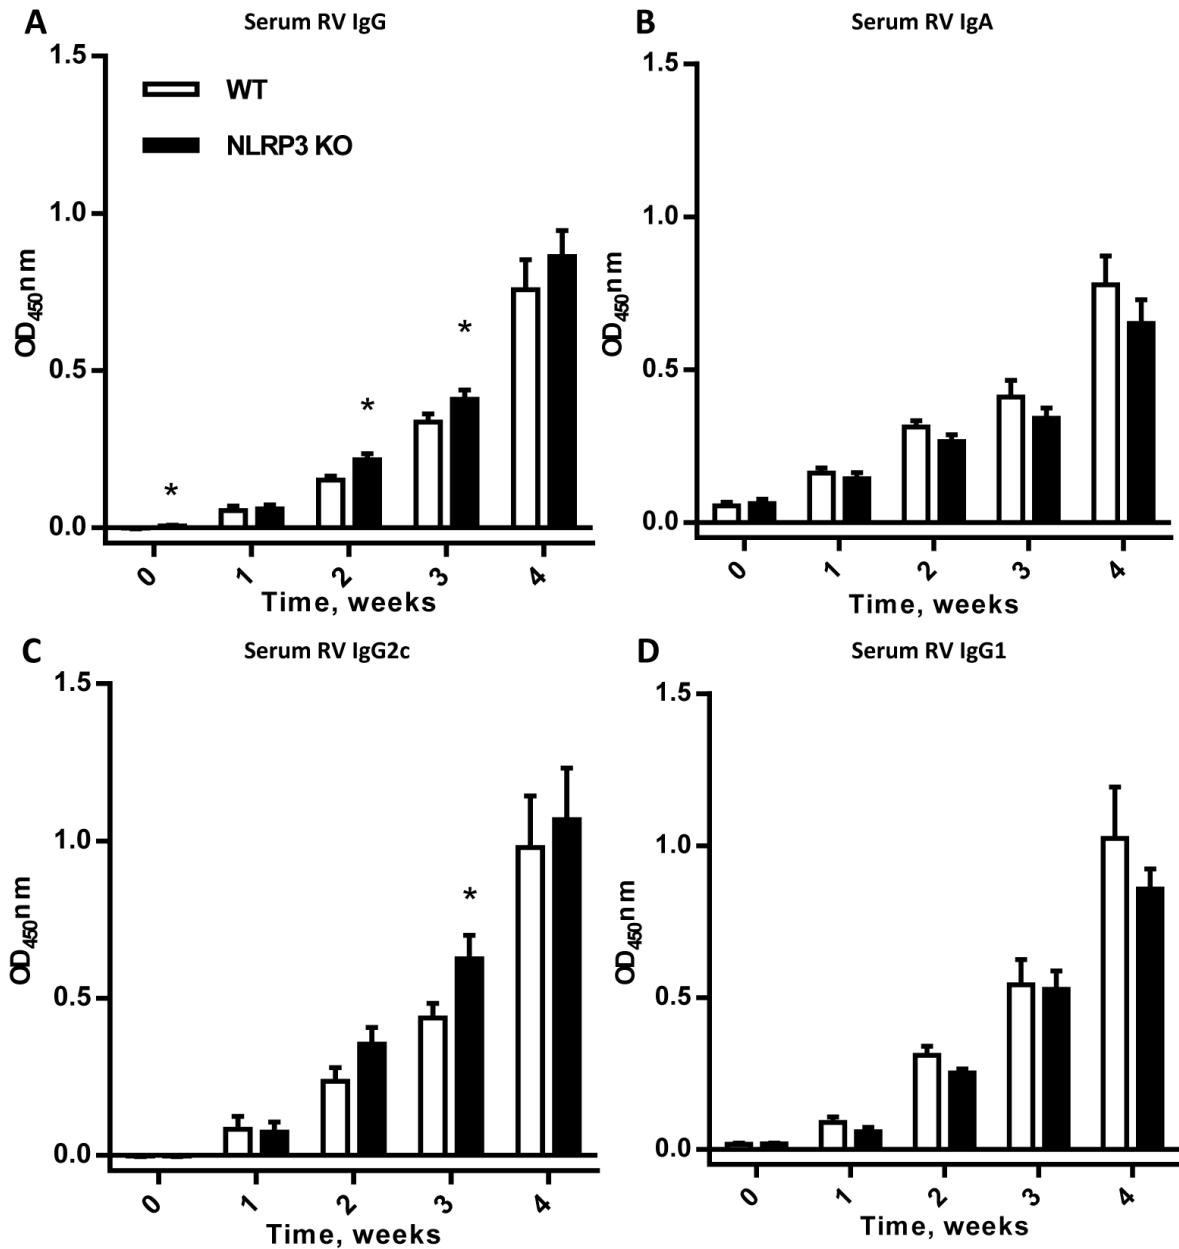 A
Serum RV IgG
1.5
1.0
0.5
0.0
OD450nm
WT
NLRP3 KO
*
*
*
0
1
2
3
4
Time, weeks
B
Serum RV IgA
1.5
1.0
0.5
0.0
OD450nm
0
1
2
3
4
Time, weeks
C
Serum RV IgG2c
1.5
1.0
0.5
0.0
OD450nm
*
0
1
2
3
4
Time, weeks
D
Serum RV IgG1
1.5
1.0
0.5
0.0
OD450nm
0
1
2
3
4
Time, weeks